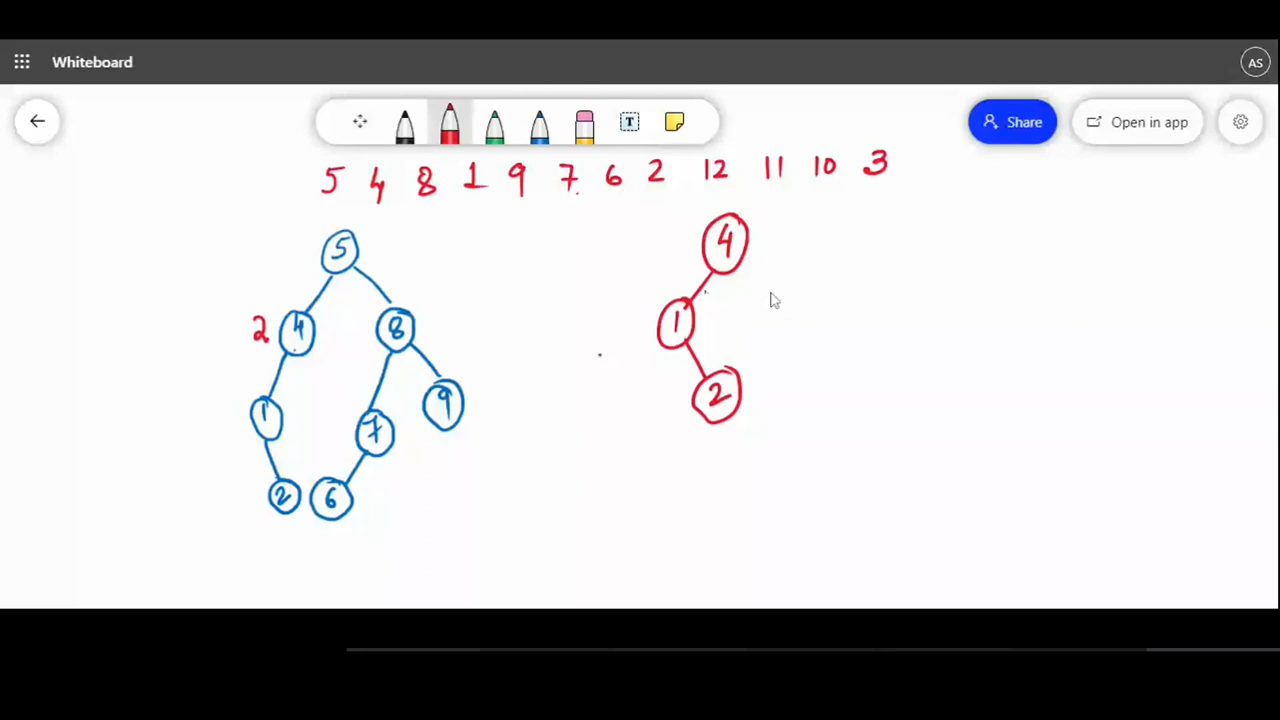 Whiteboard AS
T Share Open in app
5 4 8 1 9 7 6 2 12 11 10 3
5 4
2 4 8 1
1 7 9 2
2 6